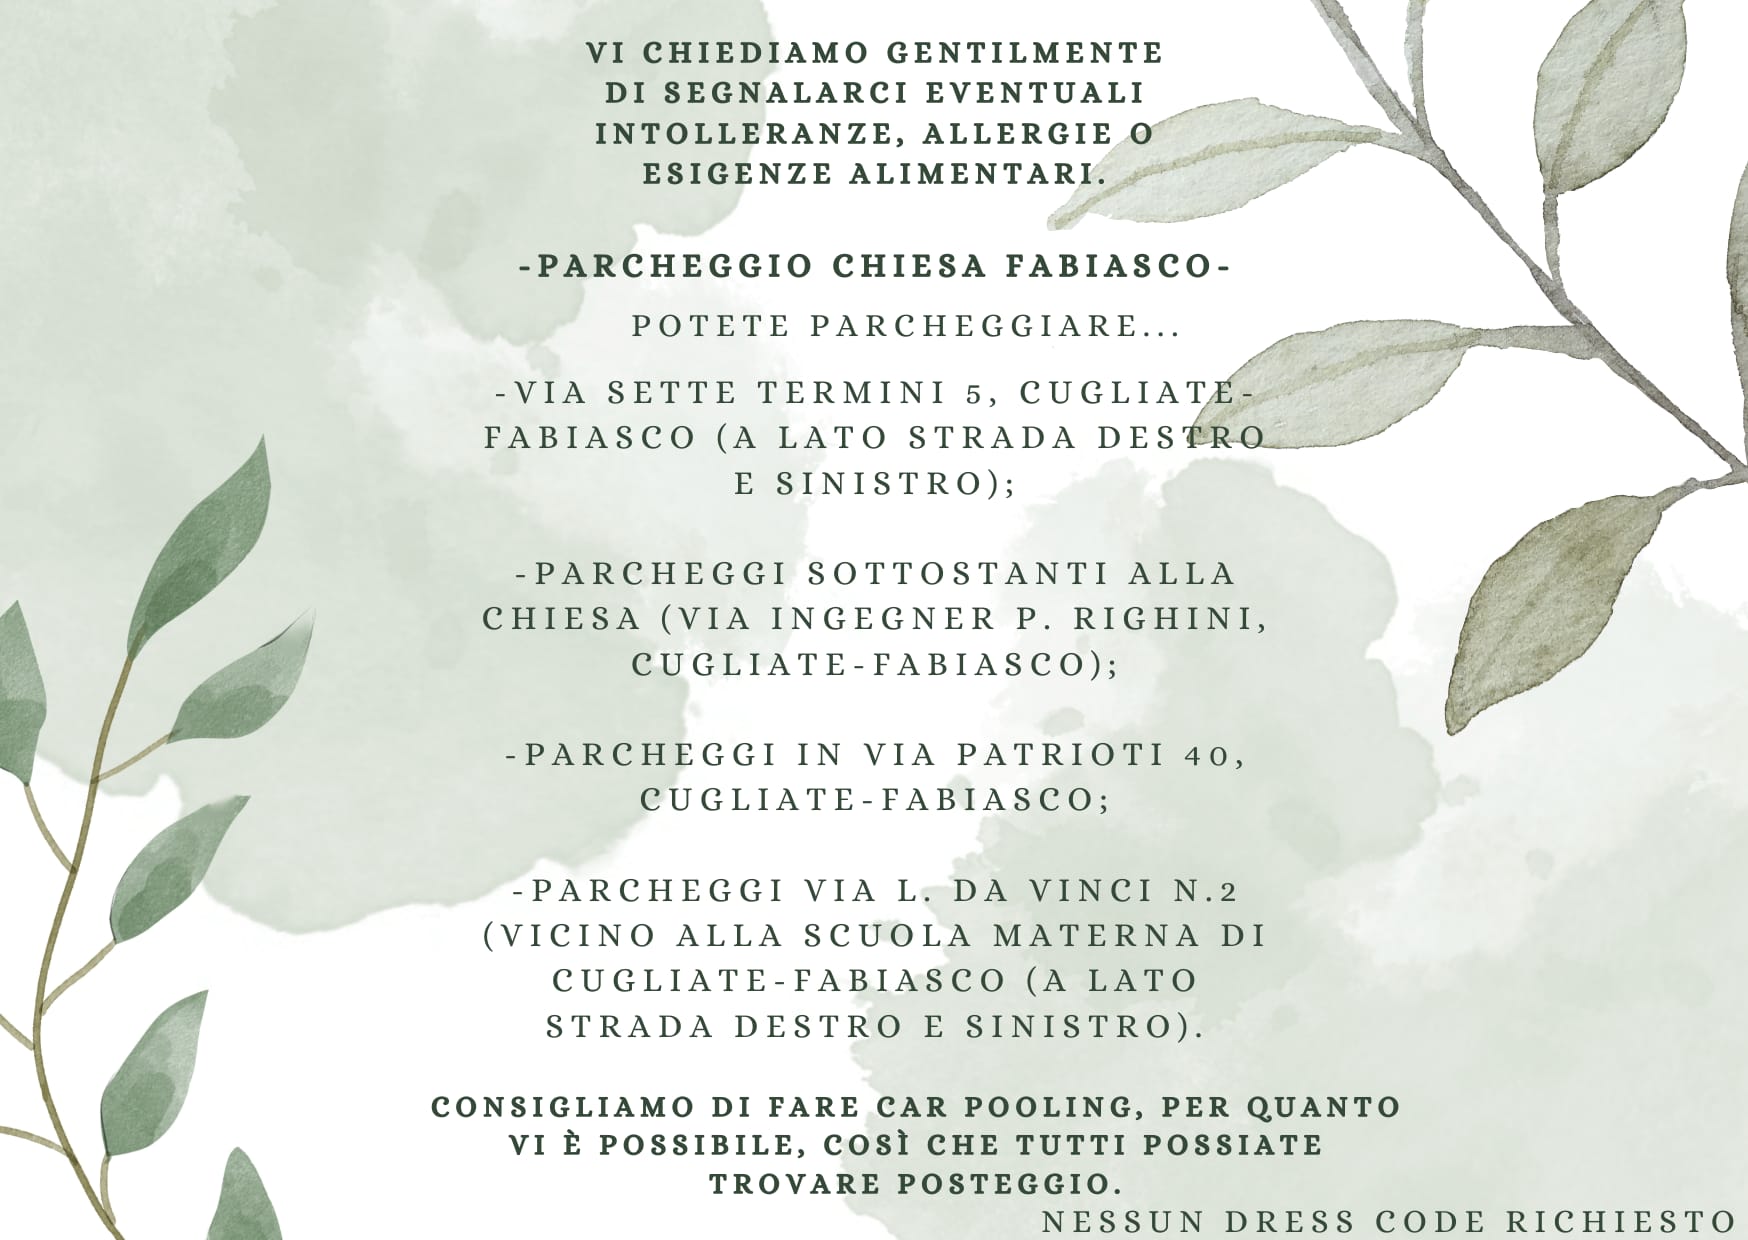 VI CHIEDIAMO GENTILMENTE
DI SEGNALARCI EVENTUALI
INTOLLERANZE, ALLERGIE O
ESIGENZE ALIMENTARI.
-PARCHEGGIO CHIESA FABIASCO-
POTETE PARCHEGGIARE...
-VIA SETTE TERMINI 5, CUGLIATE-
FABIASCO (A LATO STRADA DESTRO
E SINISTRO);
-PARCHEGGI SOTTOSTANTI ALLA
CHIESA (VIA INGEGNER P. RIGHINI,
CUGLIATE-FABIASCO);
-PARCHEGGI IN VIA PATRIOTI 40,
CUGLIATE-FABIASCO;
-PARCHEGGI VIA L. DA VINCI N.2
(VICINO ALLA SCUOLA MATERNA DI
CUGLIATE-FABIASCO (A LATO
STRADA DESTRO E SINISTRO).
CONSIGLIAMO DI FARE CAR POOLING, PER QUANTO
VI È POSSIBILE, COSÌ CHE TUTTI POSSIATE
TROVARE POSTEGGIO.
NESSUN DRESS CODE RICHIESTO